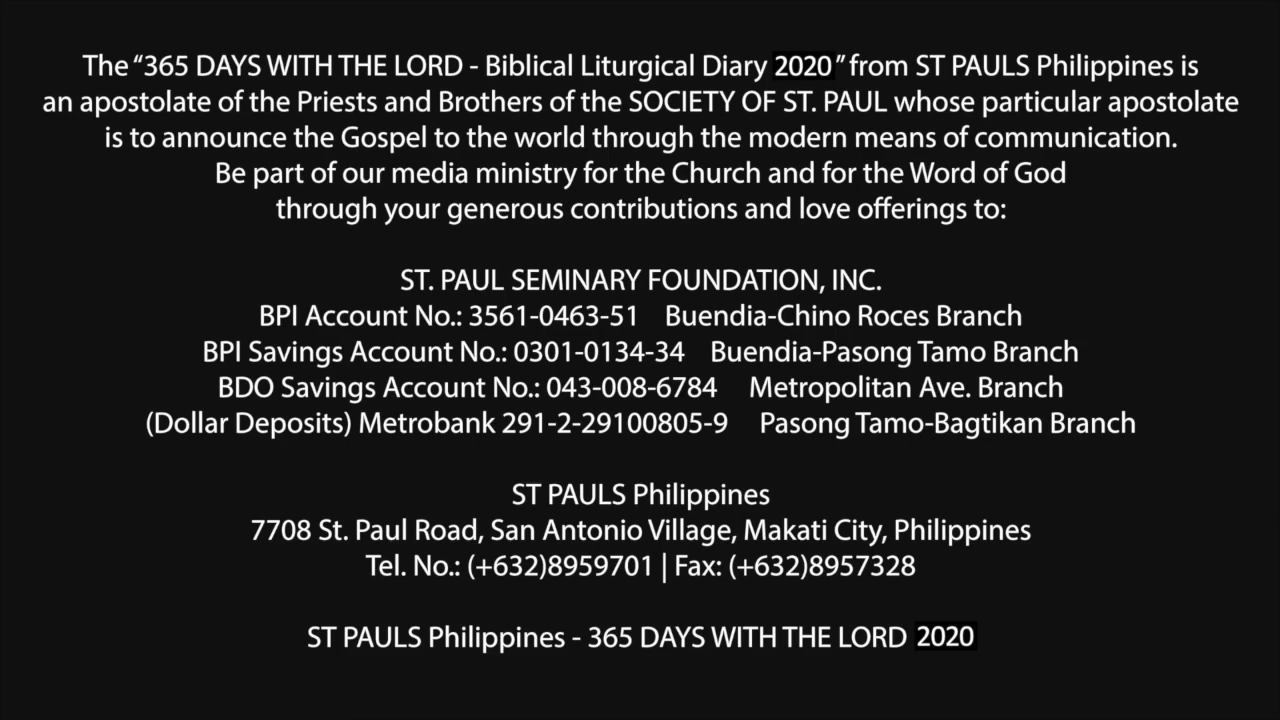 The “365 DAYS WITH THE LORD - Biblical Liturgical Diary 2020” from ST PAULS Philippines is
an apostolate of the Priests and Brothers of the SOCIETY OF ST. PAUL whose particular apostolate
is to announce the Gospel to the world through the modern means of communication.
Be part of our media ministry for the Church and for the Word of God
through your generous contributions and love offerings to:
ST. PAUL SEMINARY FOUNDATION, INC.
BPI Account No.: 3561-0463-51 Buendia-Chino Roces Branch
BPI Savings Account No.: 0301-0134-34 Buendia-Pasong Tamo Branch
BDO Savings Account No.: 043-008-6784 Metropolitan Ave. Branch
(Dollar Deposits) Metrobank 291-2-29100805-9 Pasong Tamo-Bagtikan Branch
ST PAULS Philippines
7708 St. Paul Road, San Antonio Village, Makati City, Philippines
Tel. No.: (+632)8959701 | Fax: (+632)8957328
ST PAULS Philippines - 365 DAYS WITH THE LORD 2020